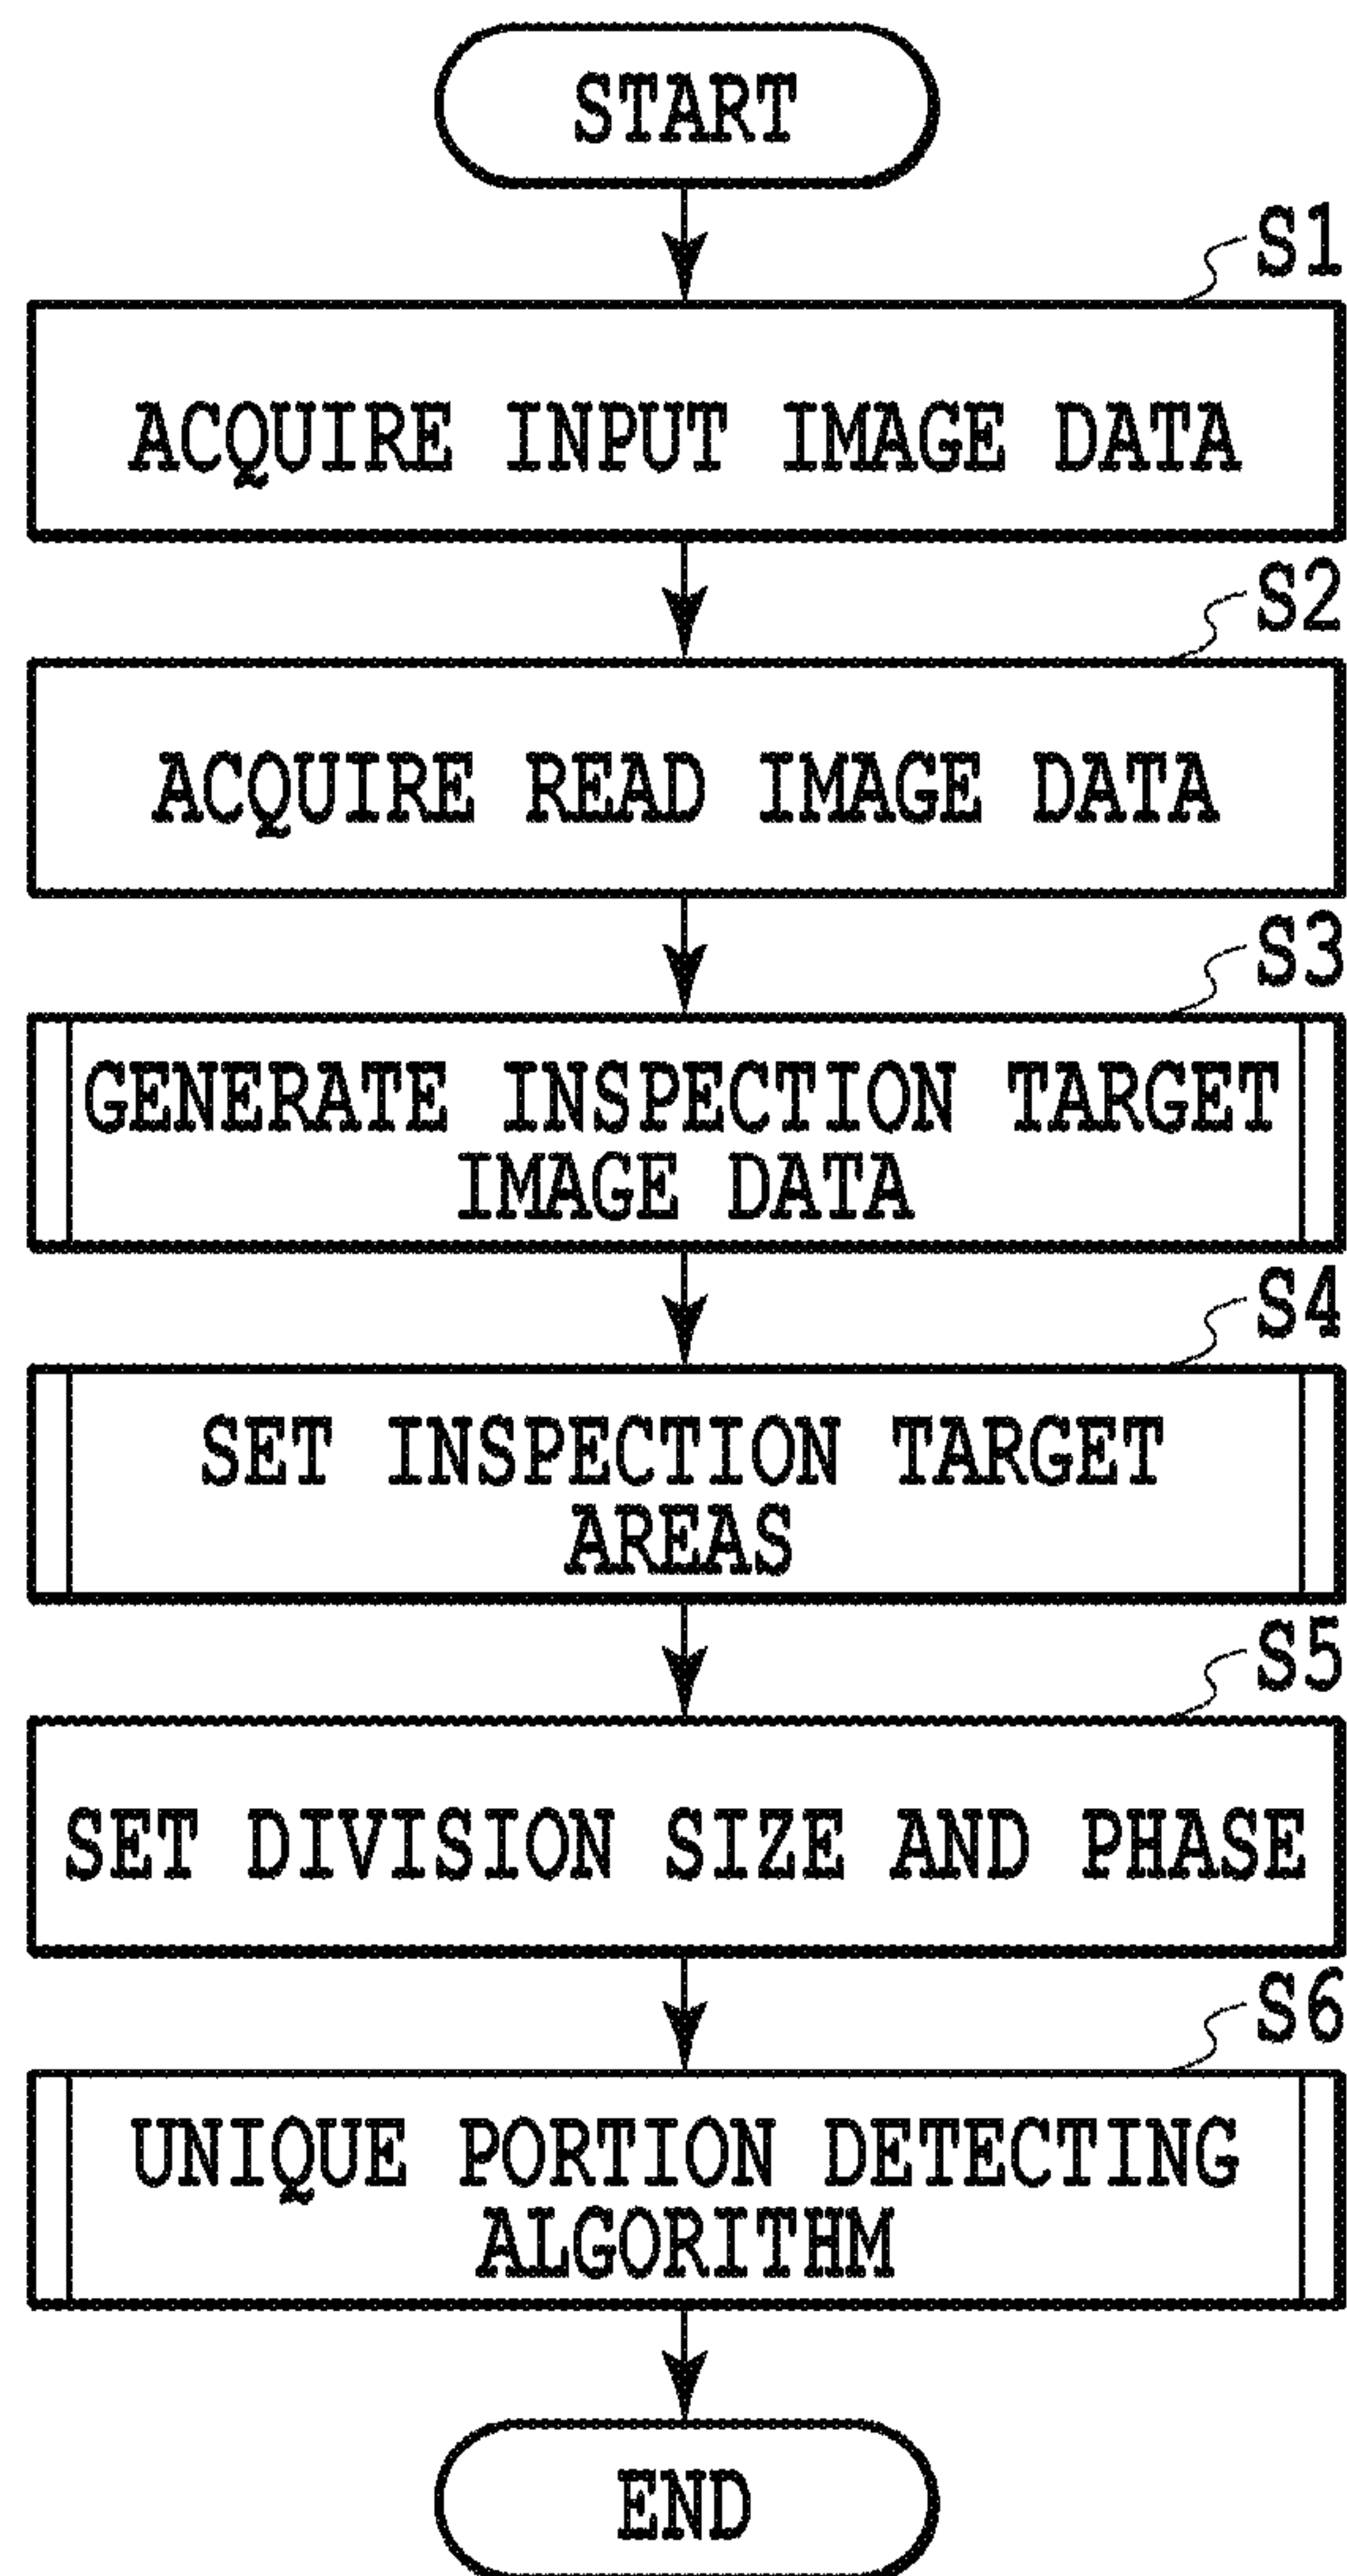 START
S1
ACQUIRE INPUT IMAGE DATA
S2
ACQUIRE READ IMAGE DATA
S3
GENERATE INSPECTION TARGET
IMAGE DATA
S4
SET INSPECTION TARGET
AREAS
S5
SET DIVISION SIZE AND PHASE
S6
UNIQUE PORTION DETECTING
ALGORITHM
END